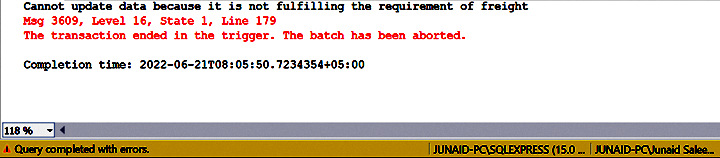 Cannot update data because it is not fulfilling the requirement of freight
Msg 3609, Level 16, State 1, Line 179
The transaction ended in the trigger. The batch has been aborted.
Completion time: 2022-06-21T08:05:50.7234354+05:00
118 %
Query completed with errors. JUNAID-PC\SQLEXPRESS (15.0 ... JUNAID-PC\Junaid Salee...